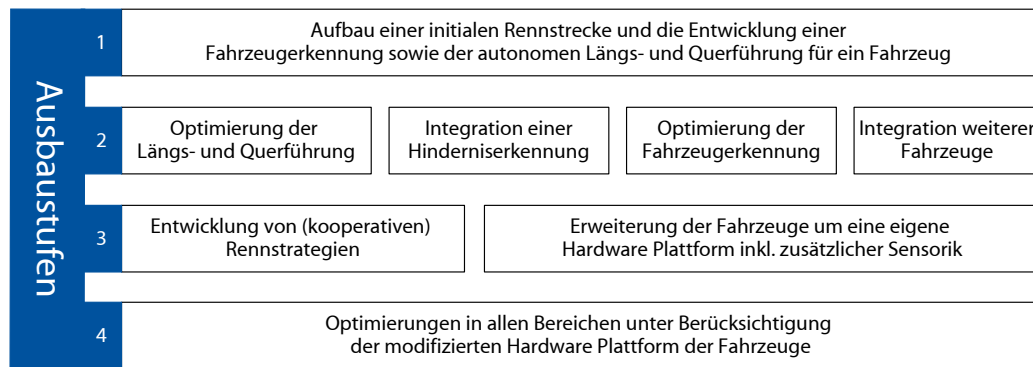 Ausbaustufen
1
Aufbau einer initialen Rennstrecke und die Entwicklung einer
Fahrzeugerkennung sowie der autonomen Längs- und Querführung für ein Fahrzeug
2
Optimierung der
Längs- und Querführung
Integration einer
Hinderniserkennung
Optimierung der
Fahrzeugerkennung
Integration weiterer
Fahrzeuge
3
Entwicklung von (kooperativen)
Rennstrategien
Erweiterung der Fahrzeuge um eine eigene
Hardware Plattform inkl. zusätzlicher Sensorik
4
Optimierungen in allen Bereichen unter Berücksichtigung
der modifizierten Hardware Plattform der Fahrzeuge